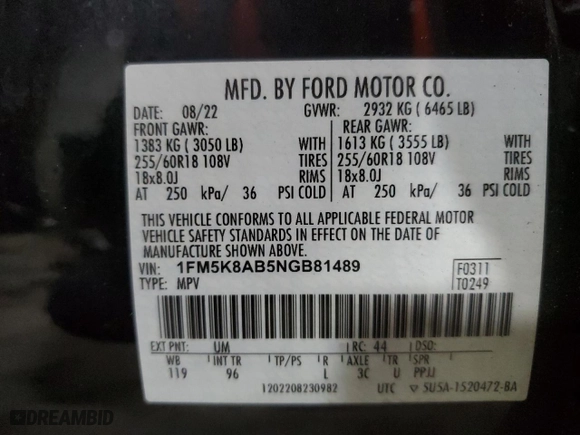 MFD. BY FORD MOTOR CO.
DATE: 08/22 GVWR: 2932 KG ( 6465 LB)
FRONT GAWR: REAR GAWR:
1383 KG ( 3050 LB) WITH 1613 KG ( 3555 LB) WITH
255/60R18 108V TIRES 255/60R18 108V TIRES
18x8.0J RIMS 18x8.0J RIMS
AT 250 kPa/ 36 PSI COLD AT 250 kPa/ 36 PSI COLD
THIS VEHICLE CONFORMS TO ALL APPLICABLE FEDERAL MOTOR
VEHICLE SAFETY STANDARDS IN EFFECT ON THE DATE OF
MANUFACTURE SHOWN ABOVE.
VIN: 1FM5K8AB5NGB81489 F0311
TYPE: MPV T0249
EXT PNT: UM RC: 44 DSO:
WB INT TR TP/PS R AXLE TR SPR
119 96 L 3C U PPJJ
1202208230982 UTC ▽ 5U5A-1520472-BA
© DREAMBID